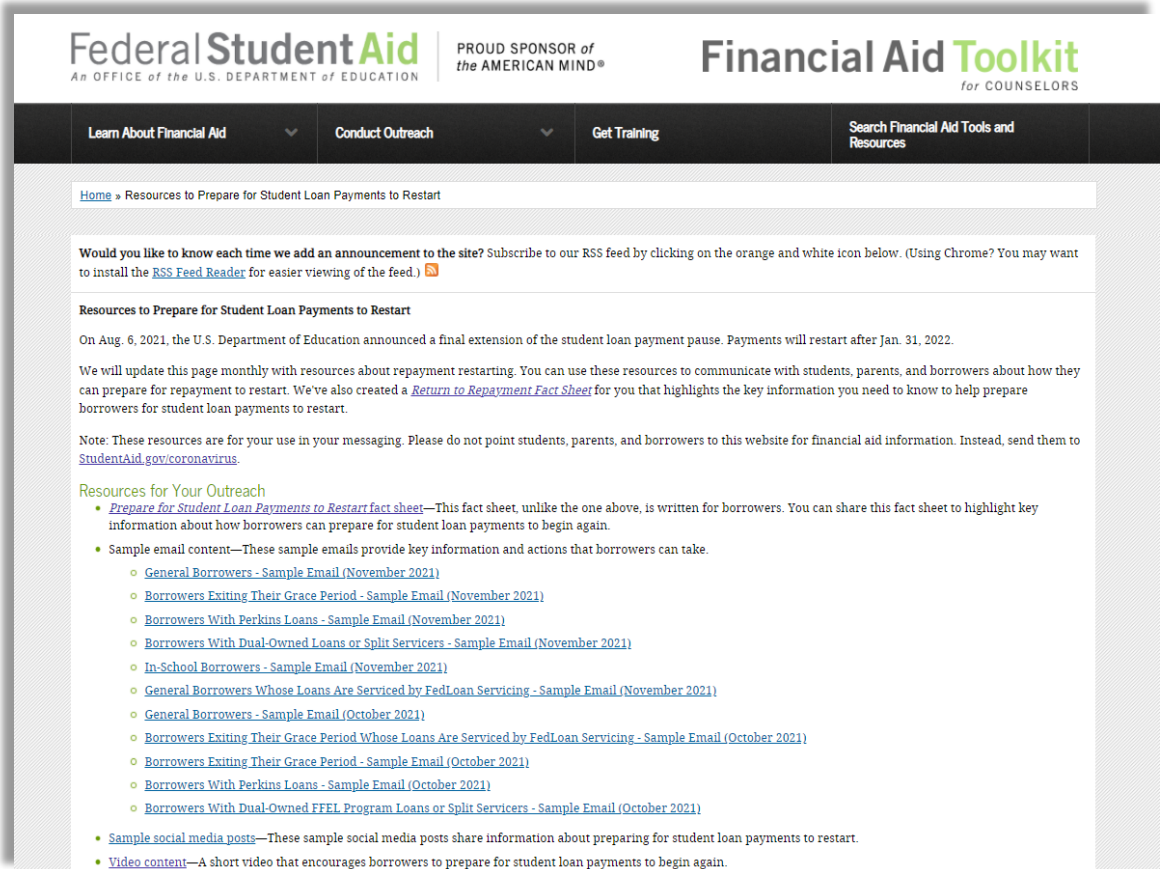 Federal Student Aid
An OFFICE of the U.S. DEPARTMENT of EDUCATION
PROUD SPONSOR of
the AMERICAN MIND®
Financial Aid Toolkit
for COUNSELORS
Learn About Financial Aid
Conduct Outreach
Get Training
Search Financial Aid Tools and
Resources
Home » Resources to Prepare for Student Loan Payments to Restart
Would you like to know each time we add an announcement to the site? Subscribe to our RSS feed by clicking on the orange and white icon below. (Using Chrome? You may want
to install the RSS Feed Reader for easier viewing of the feed.)
Resources to Prepare for Student Loan Payments to Restart
On Aug. 6, 2021, the U.S. Department of Education announced a final extension of the student loan payment pause. Payments will restart after Jan. 31, 2022.
We will update this page monthly with resources about repayment restarting. You can use these resources to communicate with students, parents, and borrowers about how they
can prepare for repayment to restart. We've also created a Return to Repayment Fact Sheet for you that highlights the key information you need to know to help prepare
borrowers for student loan payments to restart.
Note: These resources are for your use in your messaging. Please do not point students, parents, and borrowers to this website for financial aid information. Instead, send them to
StudentAid.gov/coronavirus.
Resources for Your Outreach
• Prepare for Student Loan Payments to Restart fact sheet—This fact sheet, unlike the one above, is written for borrowers. You can share this fact sheet to highlight key
information about how borrowers can prepare for student loan payments to begin again.
• Sample email content—These sample emails provide key information and actions that borrowers can take.
○ General Borrowers - Sample Email (November 2021)
○ Borrowers Exiting Their Grace Period - Sample Email (November 2021)
○ Borrowers With Perkins Loans - Sample Email (November 2021)
○ Borrowers With Dual-Owned Loans or Split Servicers - Sample Email (November 2021)
○ In-School Borrowers - Sample Email (November 2021)
○ General Borrowers Whose Loans Are Serviced by FedLoan Servicing - Sample Email (November 2021)
○ General Borrowers - Sample Email (October 2021)
○ Borrowers Exiting Their Grace Period Whose Loans Are Serviced by FedLoan Servicing - Sample Email (October 2021)
○ Borrowers Exiting Their Grace Period - Sample Email (October 2021)
○ Borrowers With Perkins Loans - Sample Email (October 2021)
○ Borrowers With Dual-Owned FFEL Program Loans or Split Servicers - Sample Email (October 2021)
• Sample social media posts—These sample social media posts share information about preparing for student loan payments to restart.
• Video content—A short video that encourages borrowers to prepare for student loan payments to begin again.